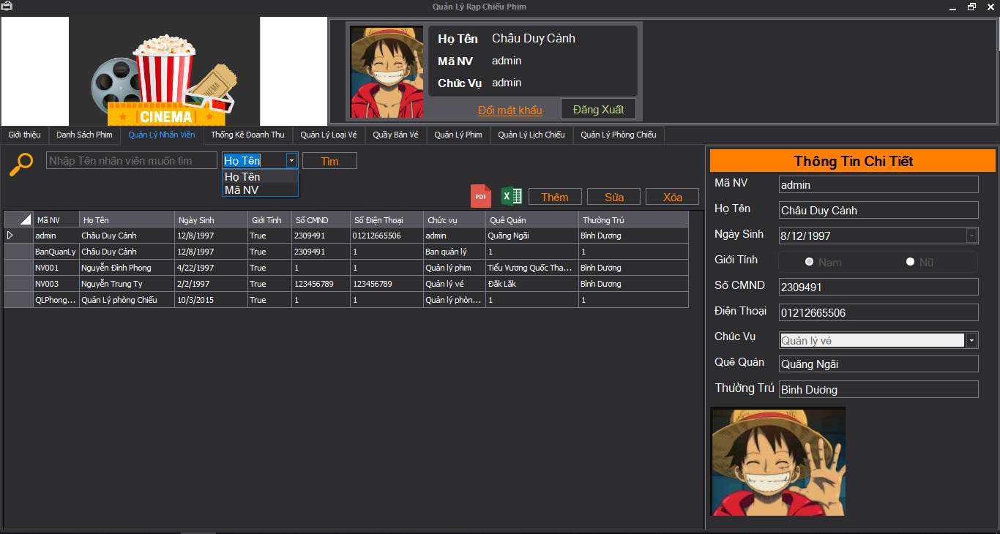 Quản Lý Rạp Chiếu Phim
CINEMA
CINEMA
Họ Tên Châu Duy Cảnh
Mã NV admin
Chức Vụ admin
Đổi mật khẩu Đăng Xuất
Giới thiệu Danh Sách Phim Quản Lý Nhân Viên Thống Kê Doanh Thu Quản Lý Loại Vé Quầy Bán Vé Quản Lý Phim Quản Lý Lịch Chiếu Quản Lý Phòng Chiếu
Nhập Tên nhân viên muốn tìm Họ Tên Tìm
Họ Tên
Mã NV
PDF X Thêm Sửa Xóa
Mã NV Họ Tên Ngày Sinh Giới Tính Số CMND Số Điện Thoại Chức vụ Quê Quán Thường Trú
admin Châu Duy Cảnh 12/8/1997 True 2309491 01212665506 admin Quãng Ngãi Bình Dương
BanQuanLy Châu Duy Cảnh 12/8/1997 True 2309491 1 Ban quản lý 1 1
NV001 Nguyễn Đình Phong 4/22/1997 True 1 1 Quản lý phim Tiểu Vương Quốc Tha... Bình Dương
NV003 Nguyễn Trung Ty 2/2/1997 True 123456789 123456789 Quản lý vé Đăk Lăk Bình Dương
QLPhong... Quản Lý phòng Chiếu 10/3/2015 True 1 1 Quản lý phòn... 1 1
Thông Tin Chi Tiết
Mã NV admin
Họ Tên Châu Duy Cảnh
Ngày Sinh 8/12/1997
Giới Tính Nam Nữ
Số CMND 2309491
Điện Thoại 01212665506
Chức Vụ Quản lý vé
Quê Quán Quãng Ngãi
Thường Trú Bình Dương